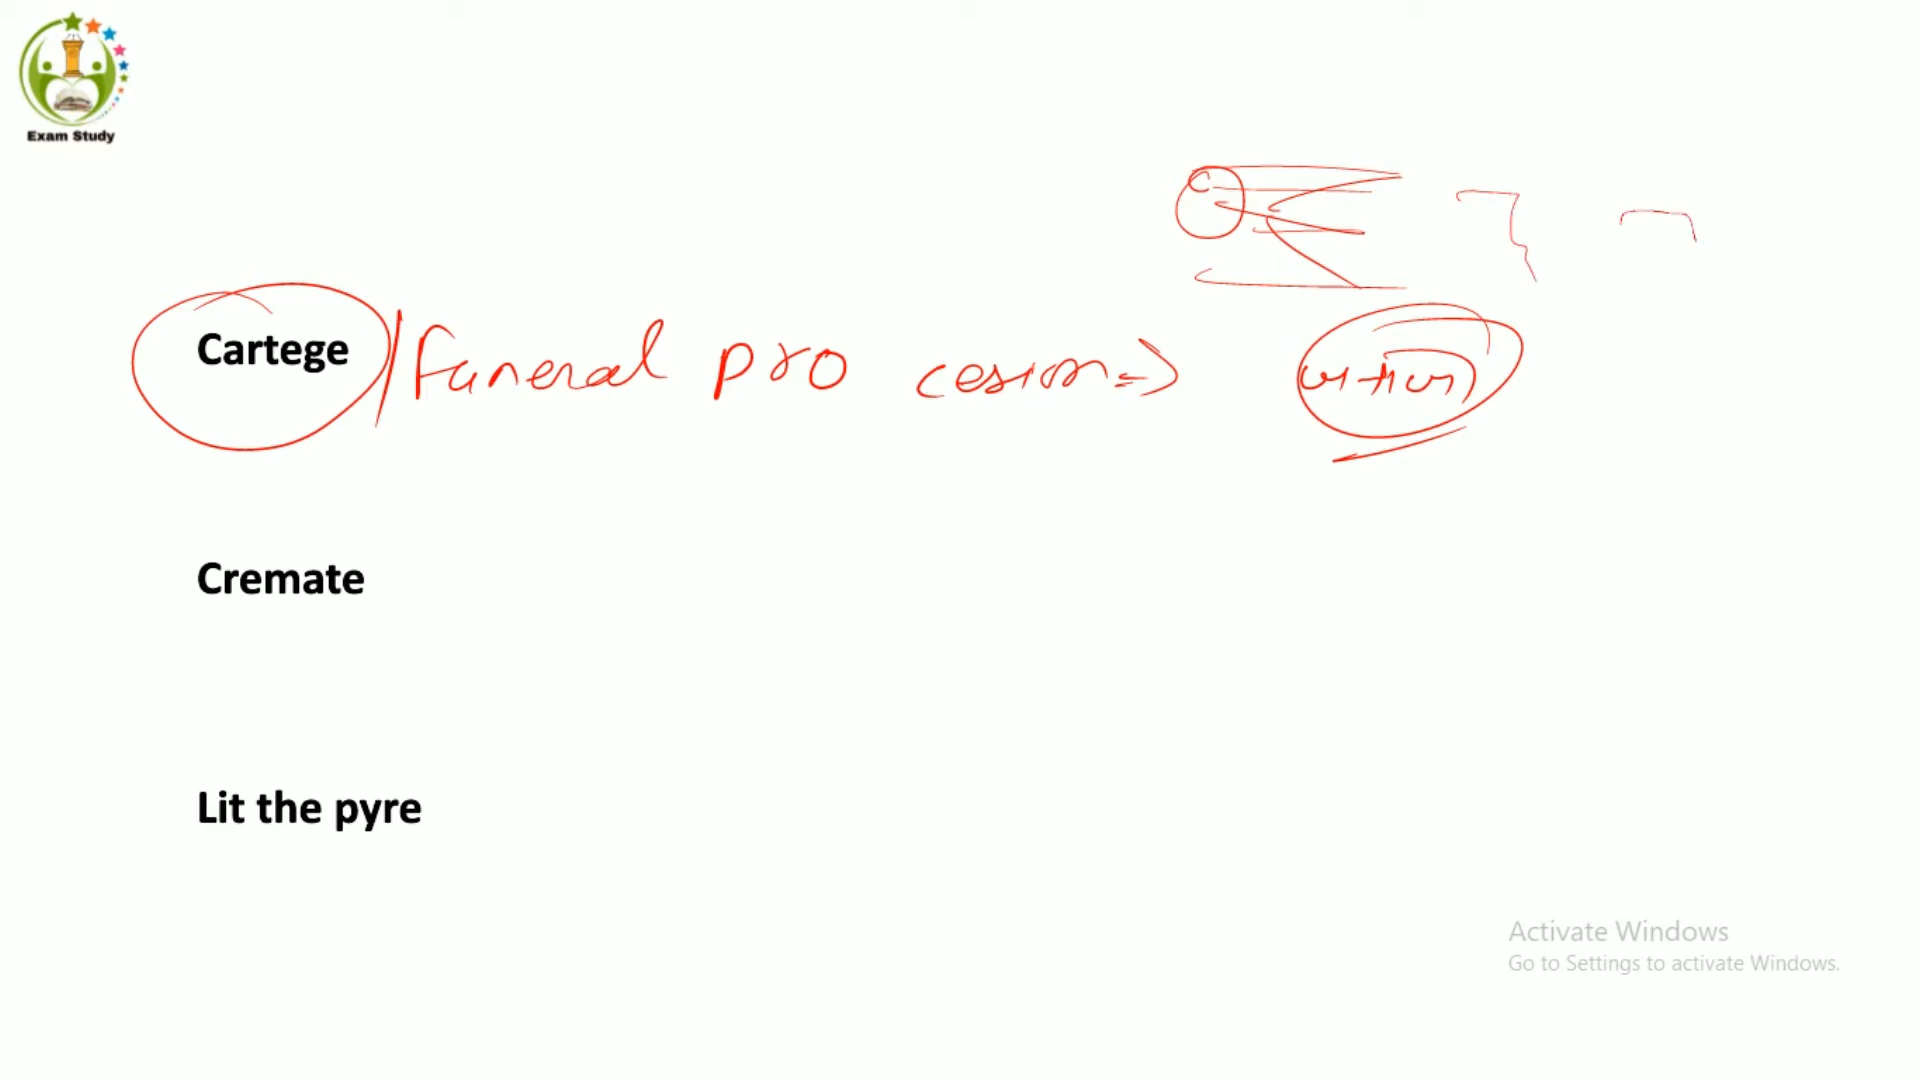 Exam Study
Cartege / funeral pro cesion =>
Cremate
Lit the pyre
Activate Windows
Go to Settings to activate Windows.